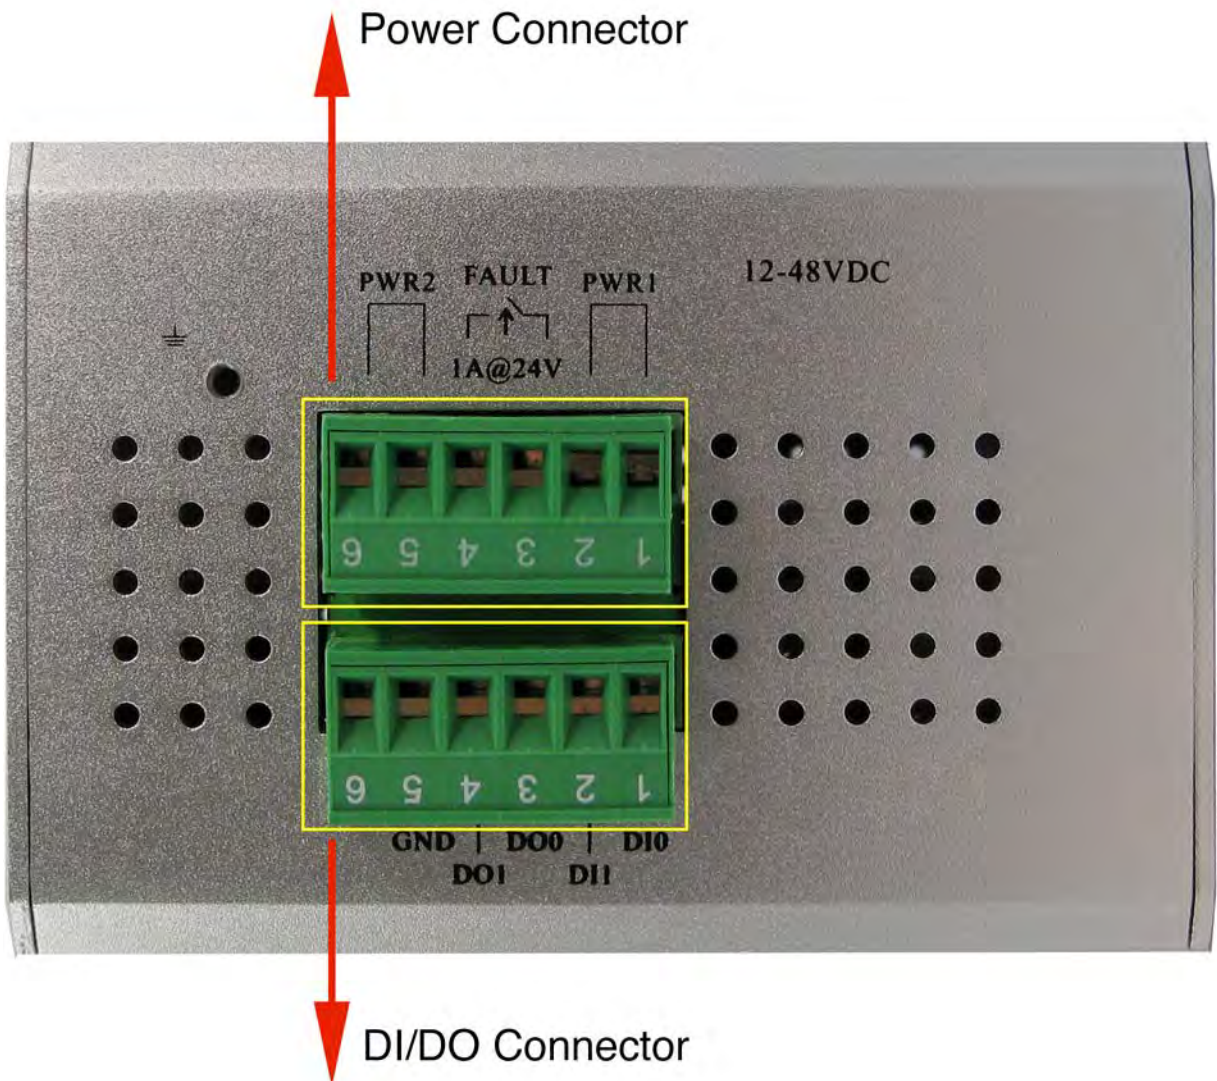 Power Connector
PWR2 FAULT PWR1 12-48VDC
1A@24V
6 5 4 3 2 1
6 5 4 3 2 1
GND DO0 DI0
DO1 DI1
DI/DO Connector